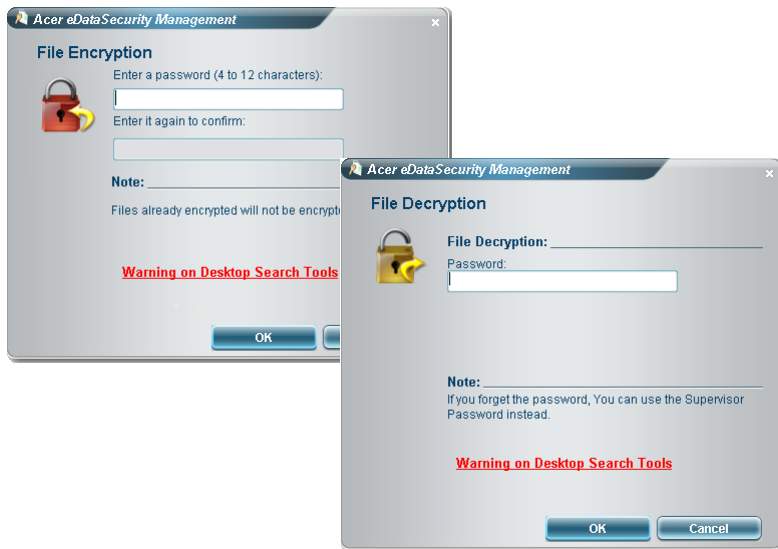 Acer eDataSecurity Management
File Encryption
Enter a password (4 to 12 characters):
Enter it again to confirm:
Note:
Files already encrypted will not be
Warning on Desktop Search Tools
OK
Acer eDataSecurity Management
File Decryption
File Decryption:
Password:
Note:
If you forget the password, You can use the Supervisor
Password instead.
Warning on Desktop Search Tools
OK
Cancel